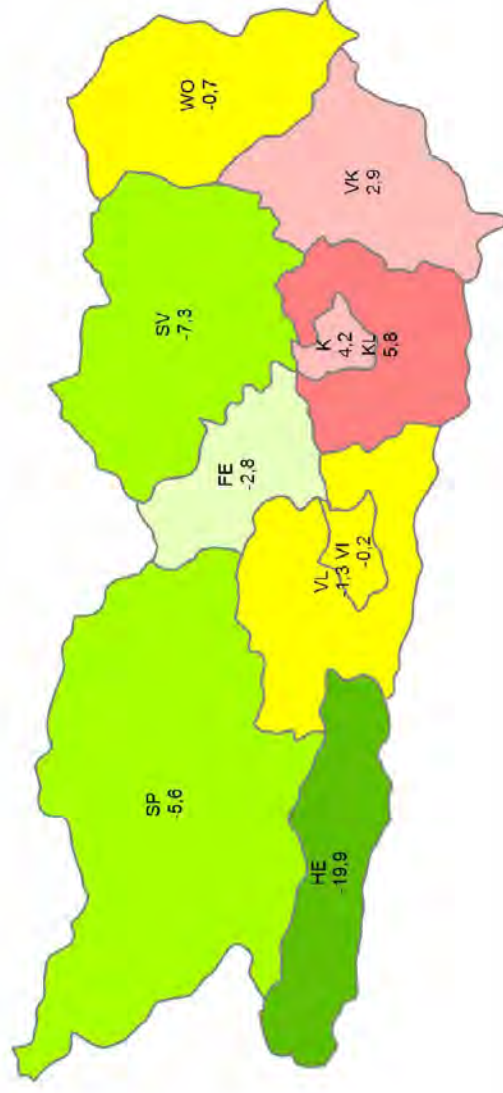 WO
-0,7
SV
-7,3
VK
2,9
K
4,2
KL
5,8
FE
-2,8
VL
-1,3
VI
-0,2
SP
-5,6
HE
-19,9